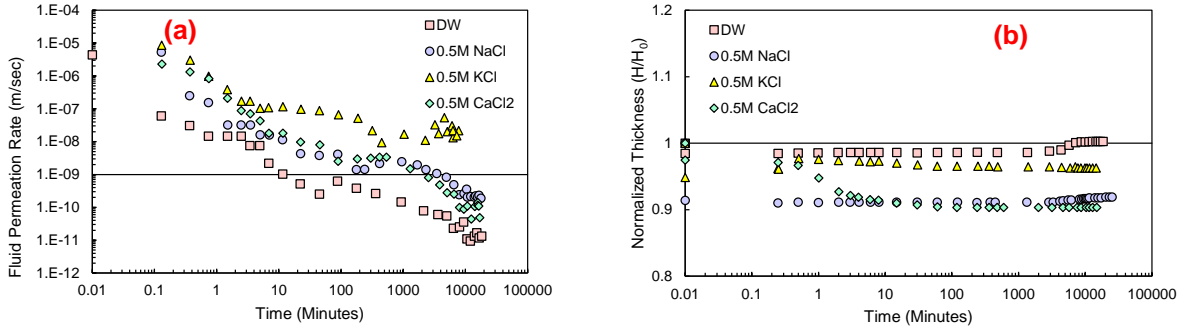 (a)
1.E-03
1.E-04
1.E-05
1.E-06
1.E-07
1.E-08
1.E-09
1.E-10
1.E-11
1.E-12
Fluid Permeation Rate (m/sec)
DW
0.5M NaCl
0.5M KCl
0.5M CaCl2
0.01 0.1 1 10 100 1000 10000 100000
Time (Minutes)
(b)
1.2
1.1
1
0.9
0.8
Normalized Thickness (H/H₀)
DW
0.5M NaCl
0.5M KCl
0.5M CaCl2
0.01 0.1 1 10 100 1000 10000 100000
Time (Minutes)